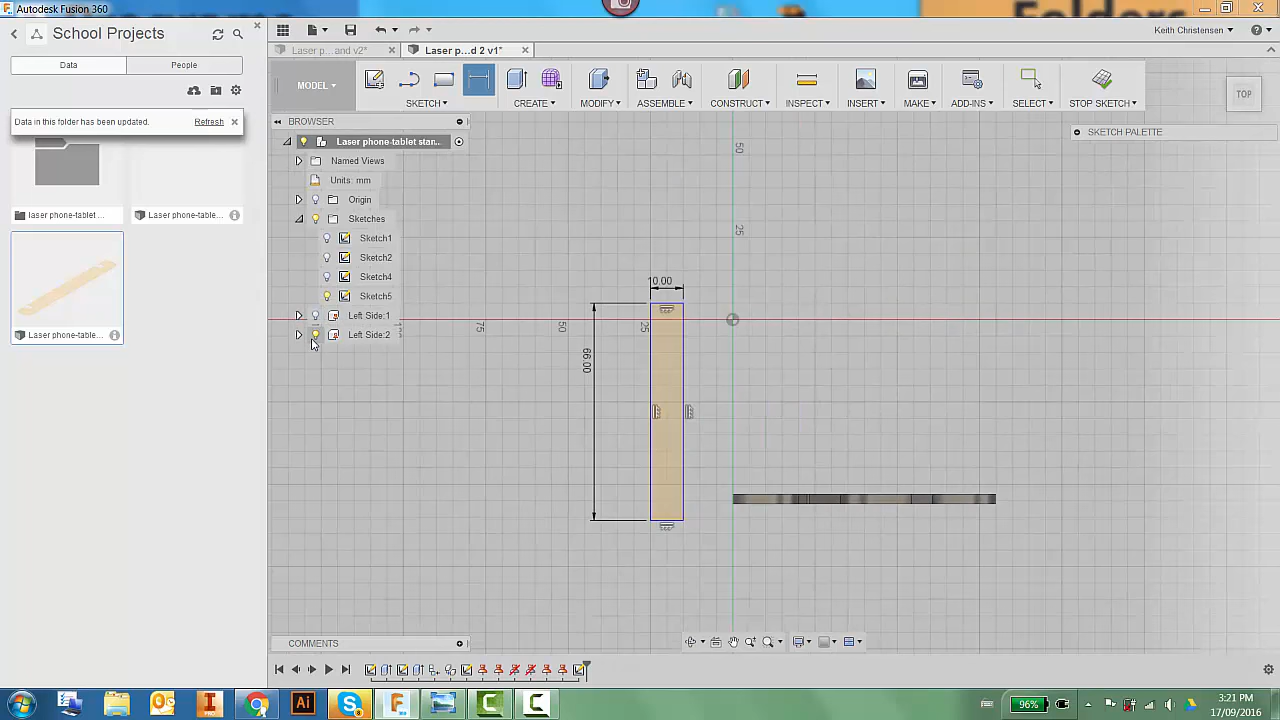 Autodesk Fusion 360
School Projects
Data
People
Data in this folder has been updated.
Refresh
laser phone-tablet ...
Laser phone-table...
Laser phone-table...
Keith Christensen
Laser p...and v2*
Laser p...d 2 v1*
MODEL
SKETCH
CREATE
MODIFY
ASSEMBLE
CONSTRUCT
INSPECT
INSERT
MAKE
ADD-INS
SELECT
STOP SKETCH
BROWSER
TOP
SKETCH PALETTE
Laser phone-tablet stan...
Named Views
Units: mm
Origin
Sketches
Sketch1
Sketch2
Sketch4
Sketch5
Left Side:1
Left Side:2
50
25
10.00
66.00
75
50
25
COMMENTS
96%
3:21 PM
17/09/2016